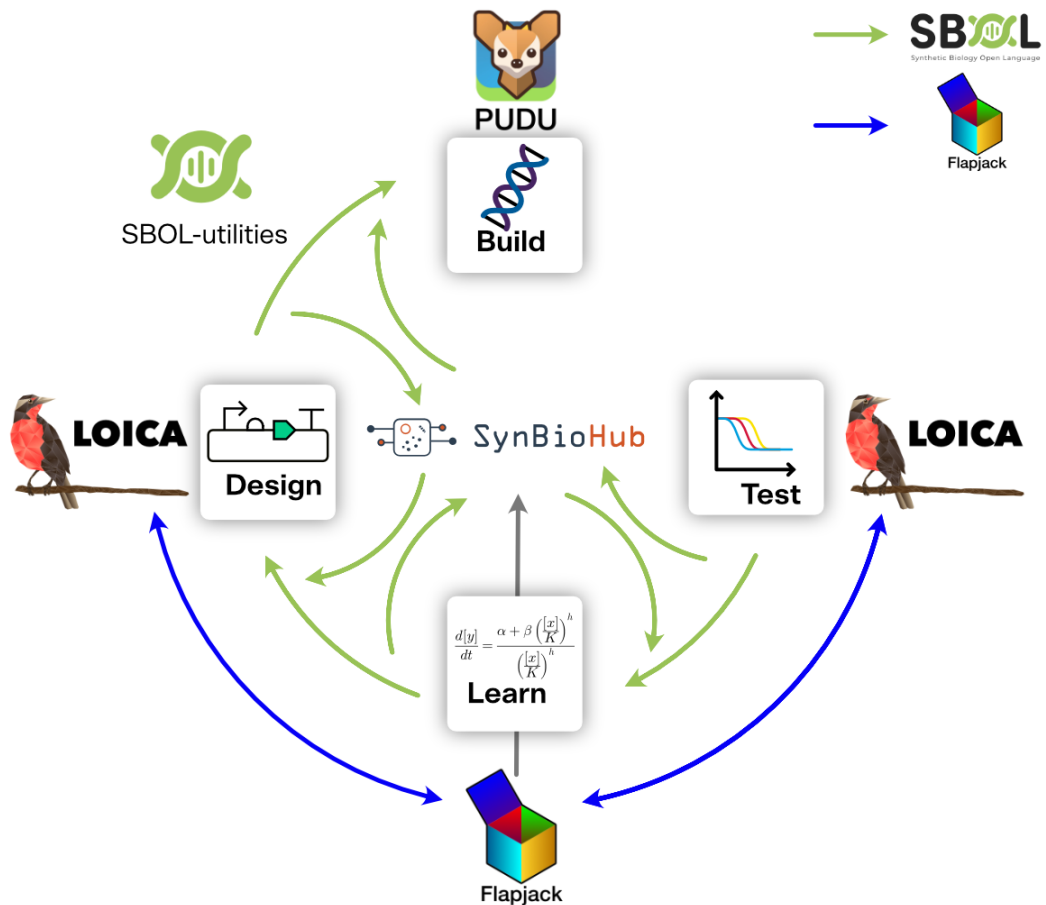 SBOL
Synthetic Biology Open Language
PUDU
Flapjack
SBOL-utilities
Build
LOICA
Design
SynBioHub
Test
LOICA
d[y]/dt = α + β ([x]/K)^h / ([x]/K)^h
Learn
Flapjack